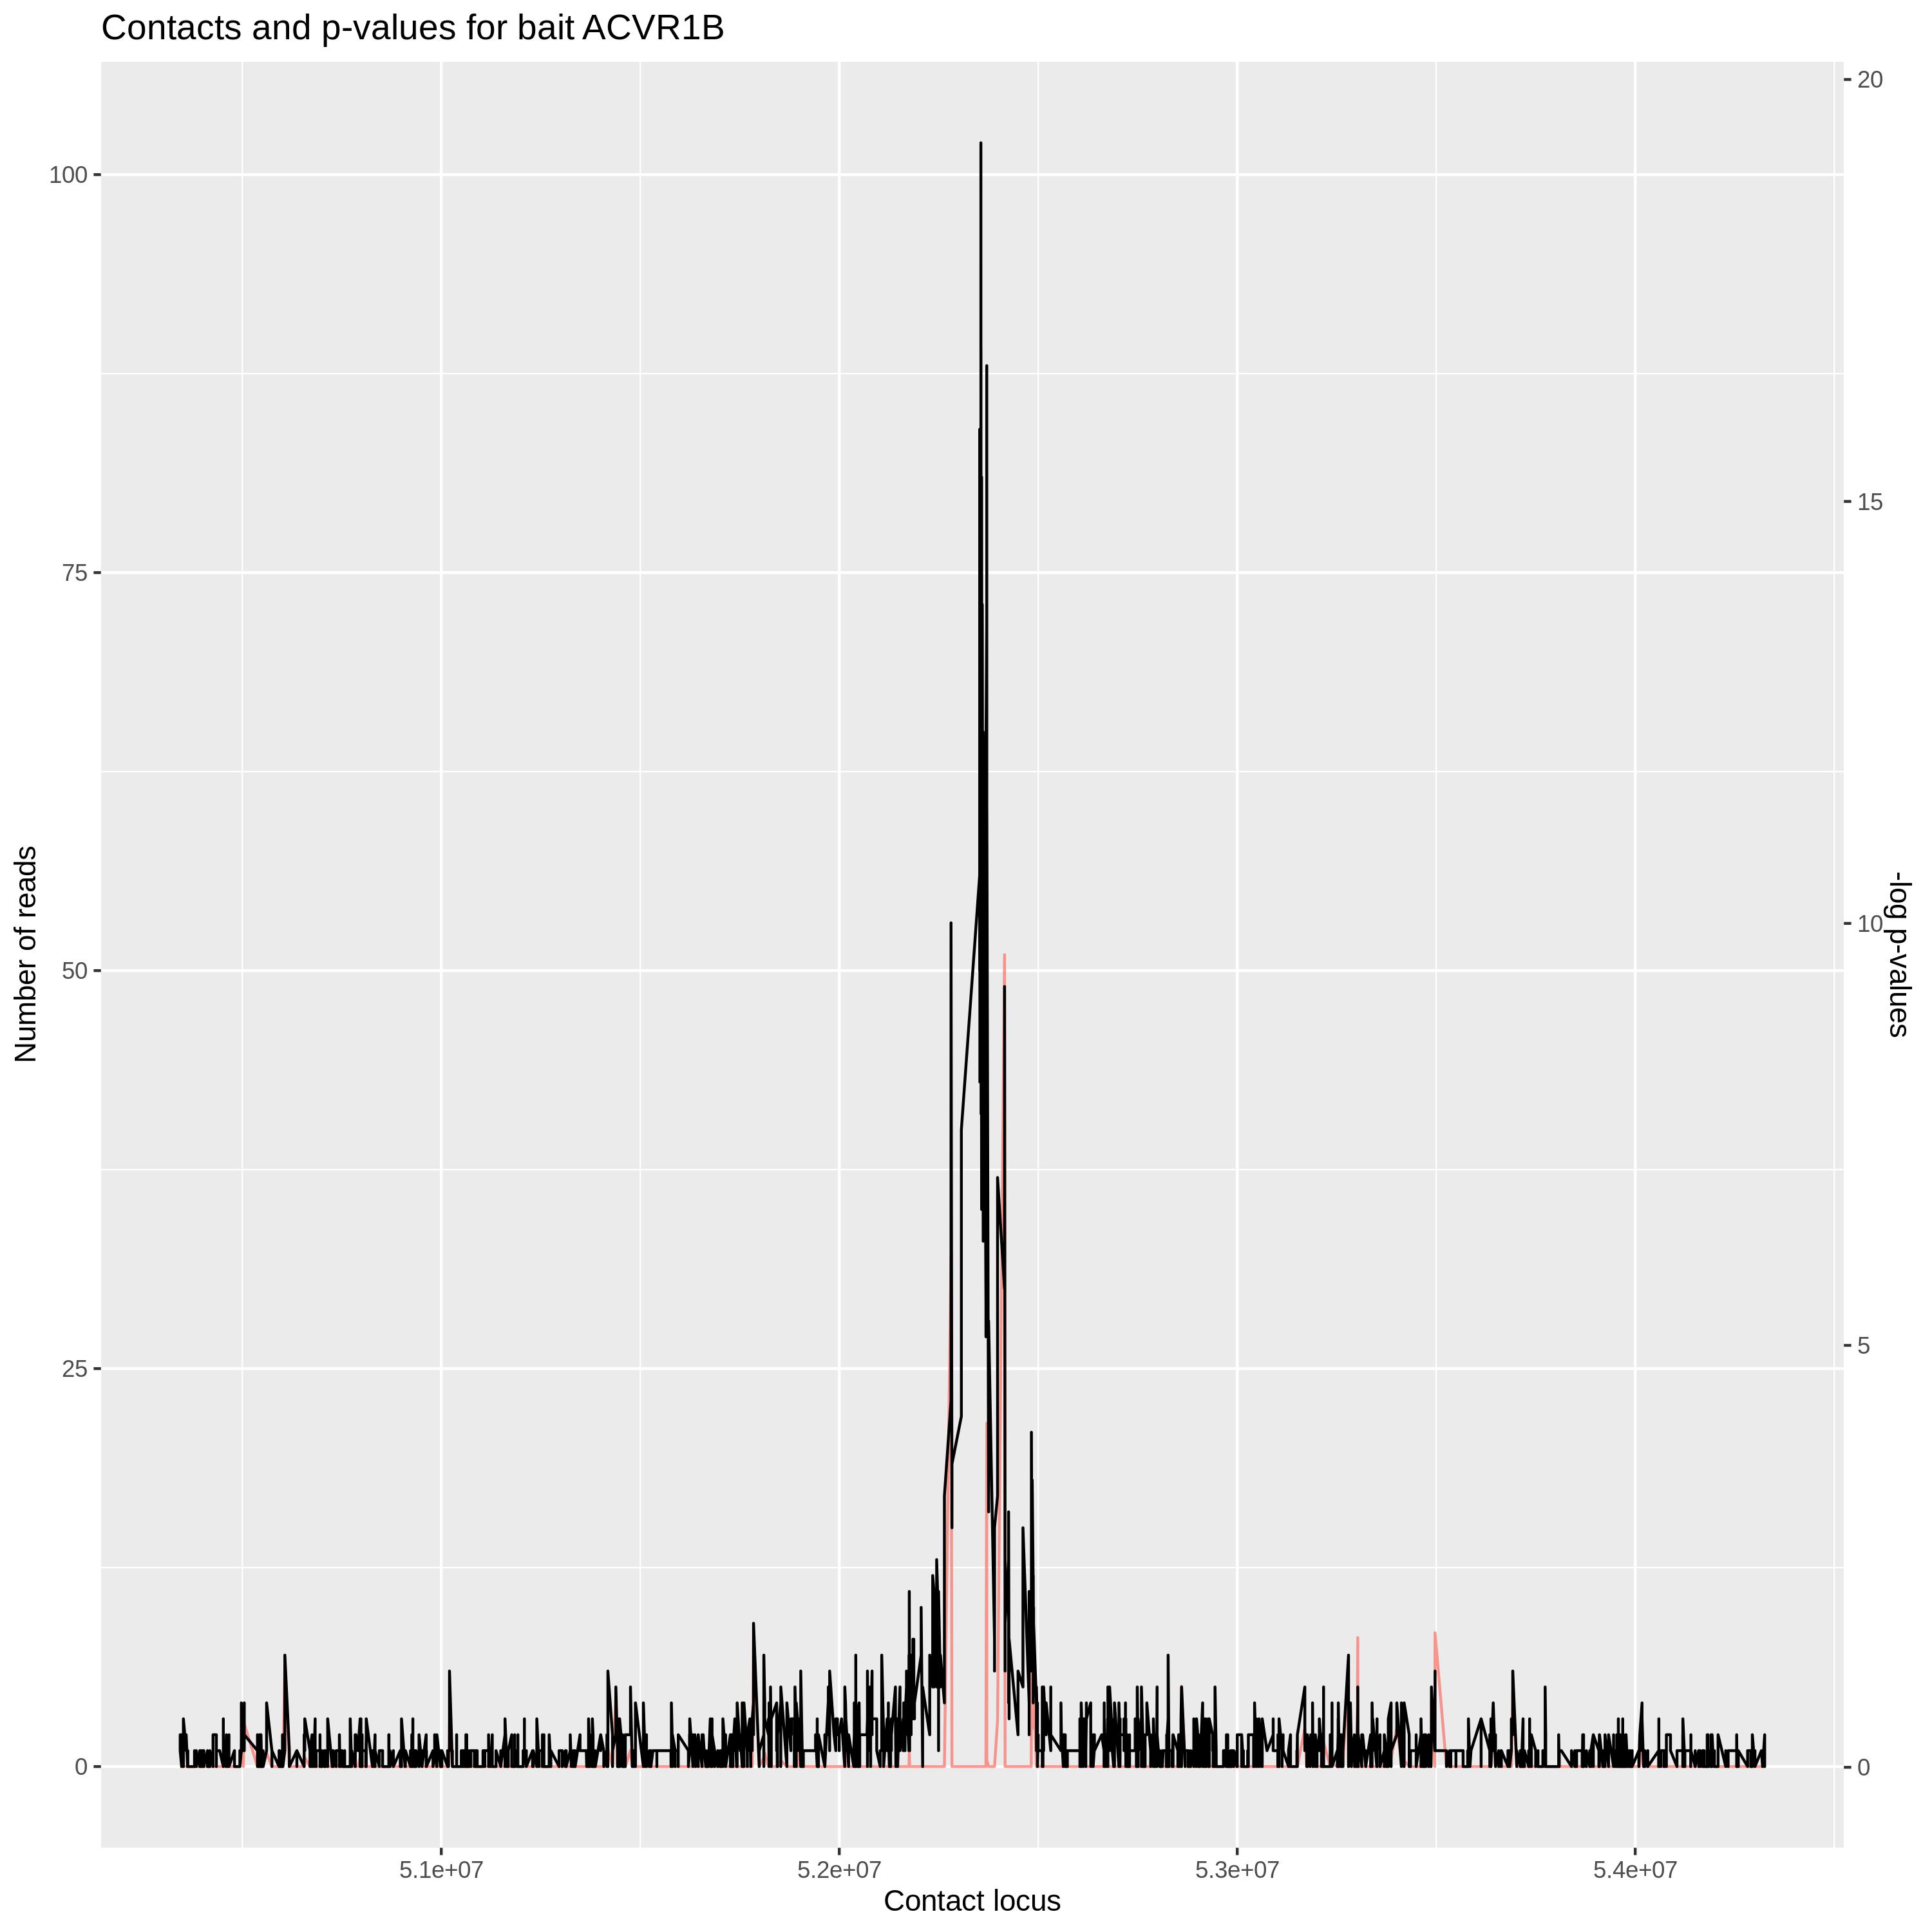 Contacts and p-values for bait ACVR1B
Number of reads
100
75
50
25
0
20
15
10
5
0
-log p-values
5.1e+07
5.2e+07
5.3e+07
5.4e+07
Contact locus